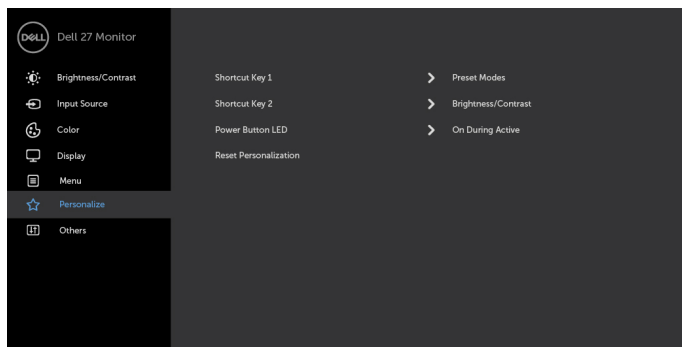 DELL Dell 27 Monitor
Brightness/Contrast Shortcut Key 1 Preset Modes
Input Source Shortcut Key 2 Brightness/Contrast
Color Power Button LED On During Active
Display Reset Personalization
Menu
Personalize
Others